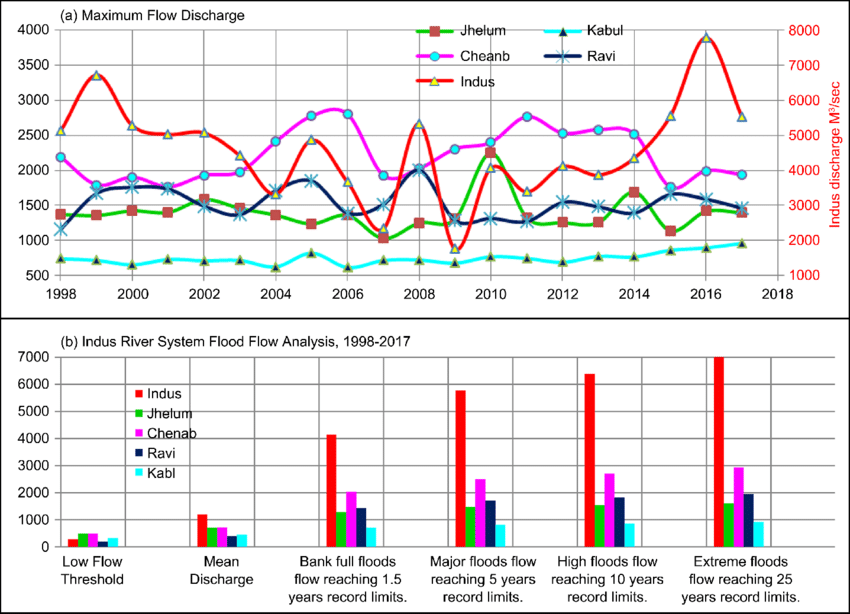 (a) Maximum Flow Discharge
Jhelum
Kabul
Cheanb
Ravi
Indus
4000
3500
3000
2500
2000
1500
1000
500
8000
7000
6000
5000
4000
3000
2000
1000
Indus discharge M³/sec
1998 2000 2002 2004 2006 2008 2010 2012 2014 2016 2018
(b) Indus River System Flood Flow Analysis, 1998-2017
7000
6000
5000
4000
3000
2000
1000
0
Indus
Jhelum
Chenab
Ravi
Kabl
Low Flow
Threshold
Mean
Discharge
Bank full floods
flow reaching 1.5
years record limits.
Major floods flow
reaching 5 years
record limits.
High floods flow
reaching 10 years
record limits.
Extreme floods
flow reaching 25
years record limits.